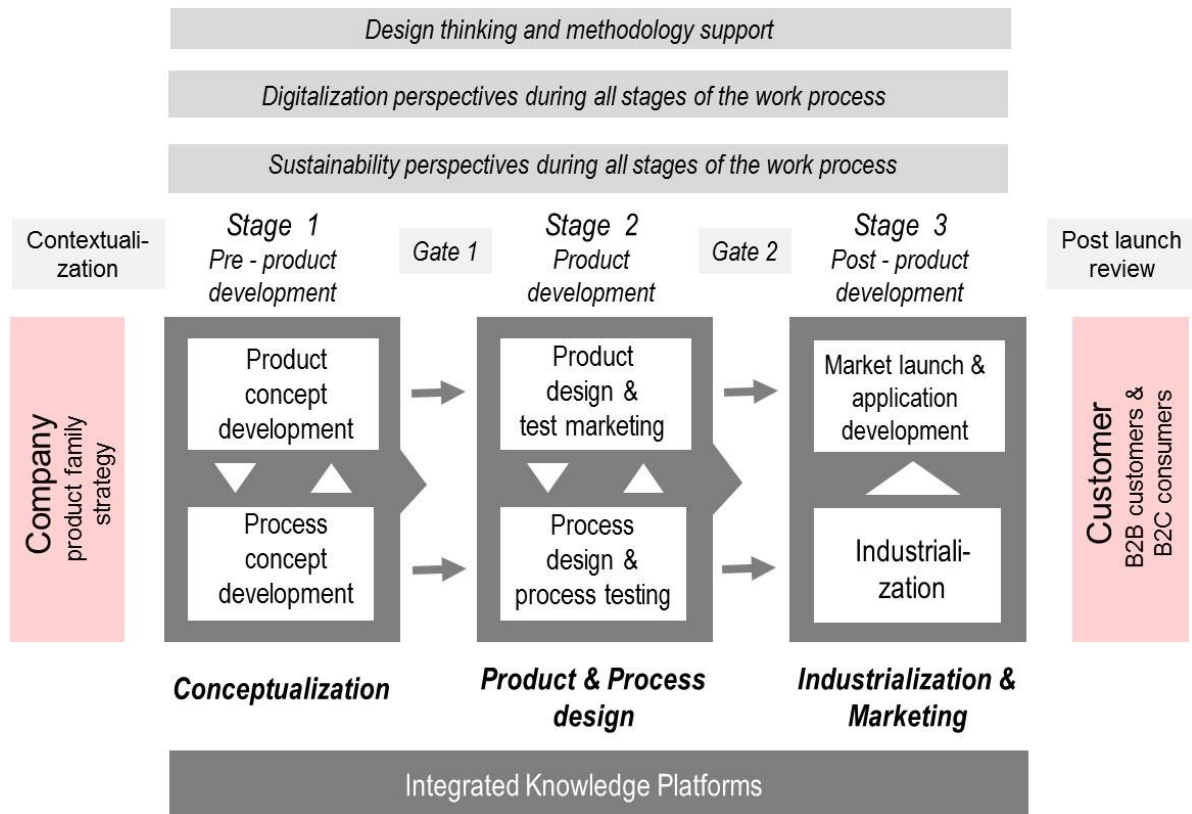 Design thinking and methodology support
Digitalization perspectives during all stages of the work process
Sustainability perspectives during all stages of the work process
Contextuali-
zation
Stage 1
Pre - product
development
Gate 1
Stage 2
Product
development
Gate 2
Stage 3
Post - product
development
Post launch
review
Company
product family
strategy
Product
concept
development
Process
concept
development
Product
design &
test marketing
Process
design &
process testing
Market launch &
application
development
Industriali-
zation
Customer
B2B customers &
B2C consumers
Conceptualization
Product & Process
design
Industrialization &
Marketing
Integrated Knowledge Platforms